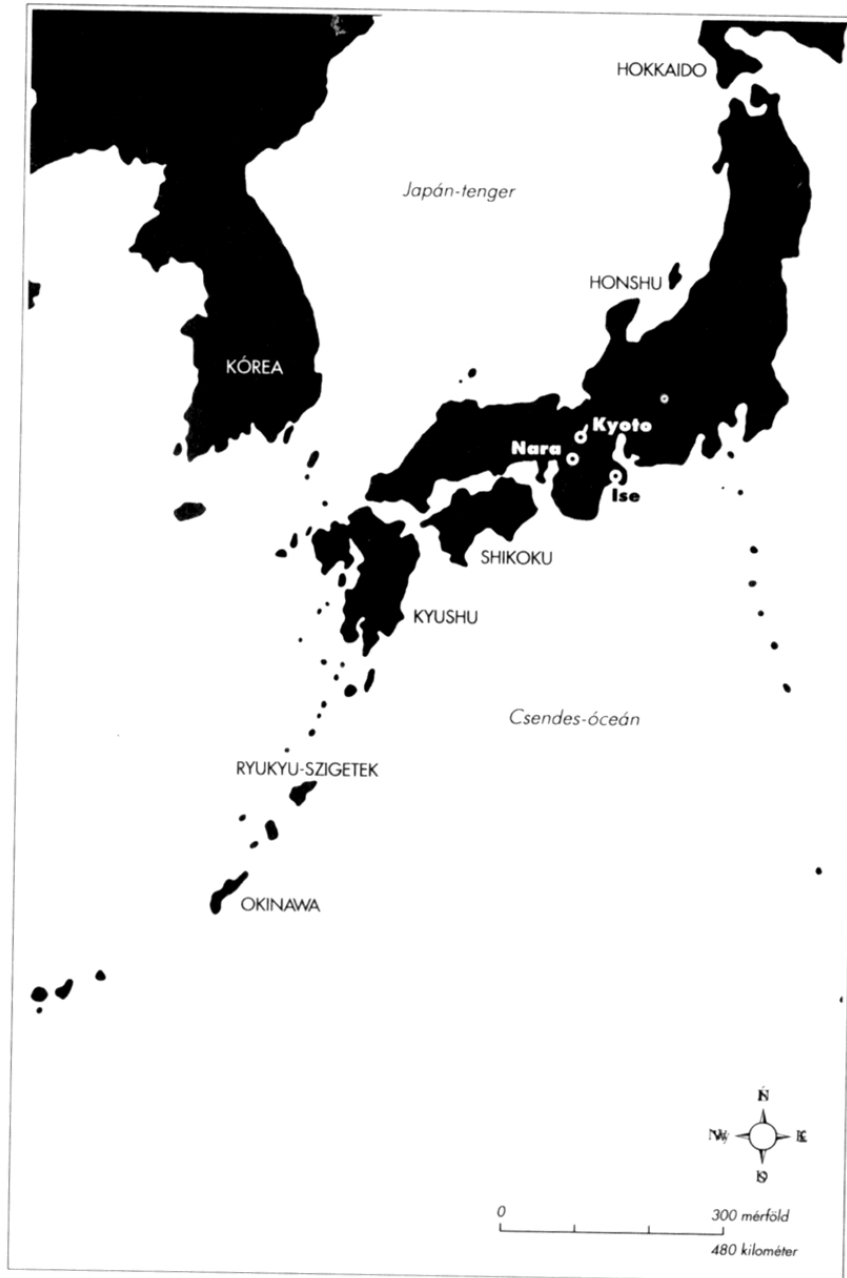 HOKKAIDO
Japán-tenger
HONSHU
KÓREA
Kyoto
Nara
Ise
SHIKOKU
KYUSHU
Csendes-óceán
RYUKYU-SZIGETEK
OKINAWA
0
300 mérföld
480 kilométer